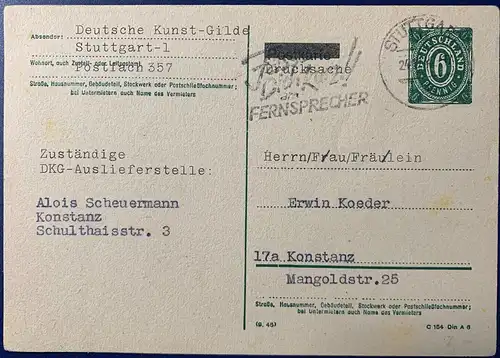 Absender: Deutsche Kunst-Gilde
Stuttgart-1
Wohnort, auch Zustell- oder Leitpostamt
Postfach 357
Straße, Hausnummer, Gebäudeteil, Stockwerk oder Postschließfachnummer;
bei Untermietern auch Name des Vermieters
Postkarte
Drucksache
am
FERNSPRECHER
STUTTGART
DEUTSCHLAND
6
PFENNIG
Zuständige
DKG-Auslieferstelle:
Alois Scheuermann
Konstanz
Schulthaisstr. 3
Herrn/Frau/Fräulein
Erwin Koeder
17a Konstanz
Mangoldstr.25
Straße, Hausnummer, Gebäudeteil, Stockwerk oder Postschließfachnummer;
bei Untermietern auch Name des Vermieters
(9. 45)
C 154 Din A 6